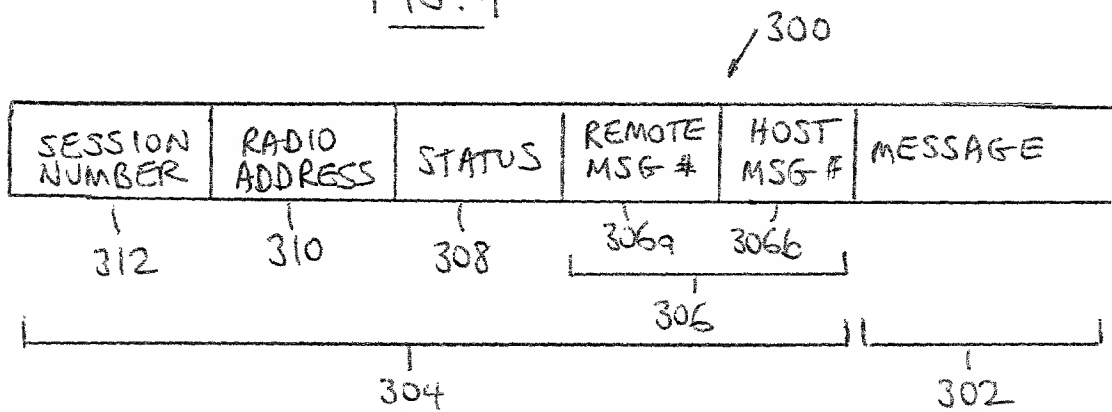 300
SESSION NUMBER
RADIO ADDRESS
STATUS
REMOTE MSG #
HOST MSG #
MESSAGE
312
310
308
306a
306b
306
304
302